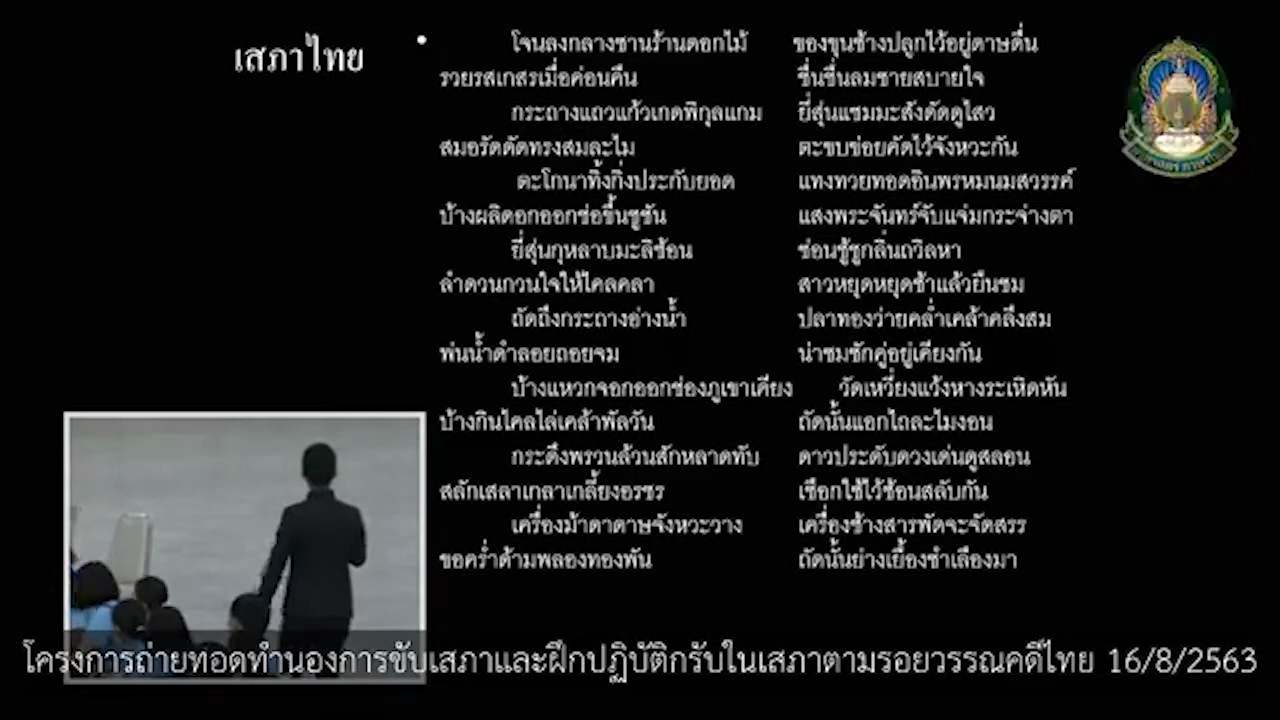 เสภาไทย
• โจนลงกลางซานร้านดอกไม้ ของขุนช้างปลูกไว้อยู่ดาษดื่น
รวยรสเกสรเมื่อค่อนคืน ชื่นชื่นลมชายสบายใจ
กระถางแถวแก้วเกดพิกุลแกม ยี่สุ่นแซมมะสังดัดดูไสว
สมอรัดดัดทรงสมละไม ตะขบข่อยคัดไว้จังหวะกัน
ตะโกนาทิ้งกิ่งประกับยอด แทงทวยทอดอินพรหมนมสวรรค์
บ้างผลิดอกออกช่อขึ้นชูชัน แสงพระจันทร์จับแจ่มกระจ่างตา
ยี่สุ่นกุหลาบมะลิซ้อน ซ่อนชู้ชูกลิ่นถวิลหา
ลำดวนกวนใจให้ไคลคลา สาวหยุดหยุดช้าแล้วยืนชม
ถัดถึงกระถางอ่างน้ำ ปลาทองว่ายคล่ำเคล้าคลึงสม
พ่นน้ำดำลอยถอยจม น่าชมชักคู่อยู่เคียงกัน
บ้างแหวกจอกออกช่องภูเขาเคียง วัดเหวี่ยงแว้งหางระเหิดหัน
บ้างกินไคลไล่เคล้าพัลวัน ถัดนั้นแอกไถละไมงอน
กระดึงพรวนล้วนสักหลาดทับ ดาวประดับดวงเด่นดูสลอน
สลักเสลาเกลาเกลี้ยงอรชร เชือกใช้ไว้ซ้อนสลับกัน
เครื่องม้าดาดาษจังหวะวาง เครื่องช้างสารพัดจะจัดสรร
ขอคร่ำด้ามพลองทองพัน ถัดนั้นย่างเยื้องชำเลืองมา
โครงการถ่ายทอดทำนองการขับเสภาและฝึกปฏิบัติกรับในเสภาตามรอยวรรณคดีไทย 16/8/2563